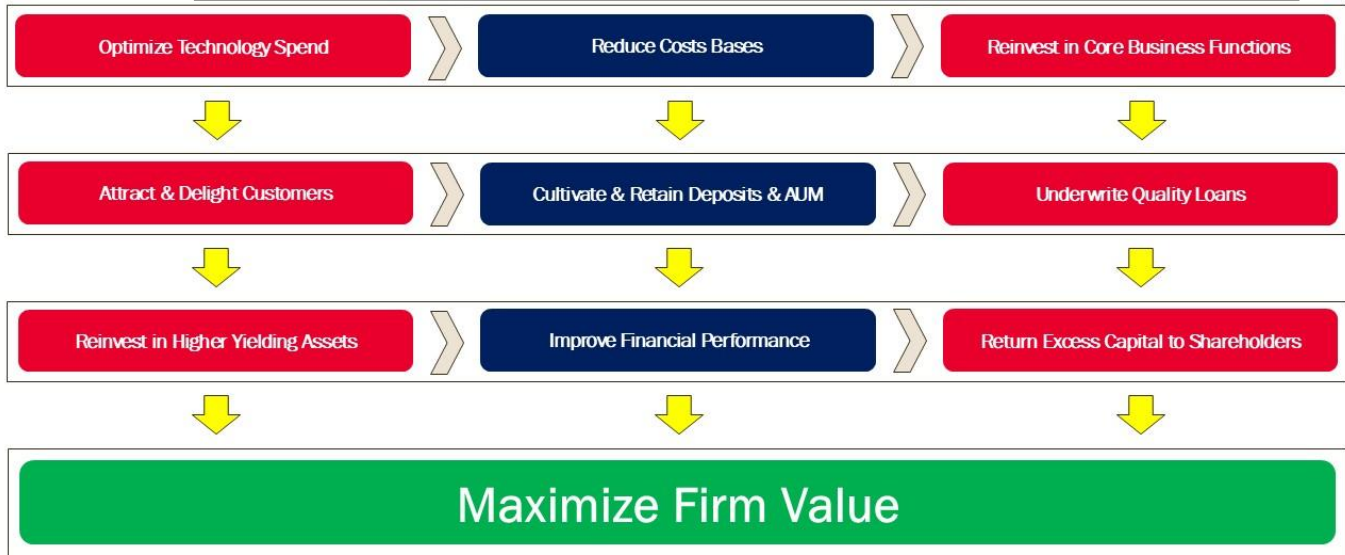 Optimize Technology Spend
Reduce Costs Bases
Reinvest in Core Business Functions
Attract & Delight Customers
Cultivate & Retain Deposits & AUM
Underwrite Quality Loans
Reinvest in Higher Yielding Assets
Improve Financial Performance
Return Excess Capital to Shareholders
Maximize Firm Value